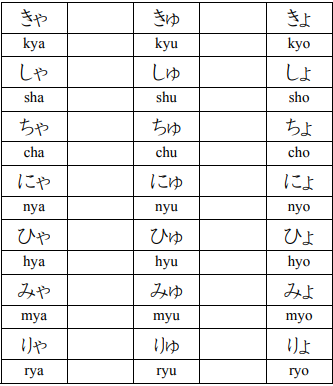 きゃ きゅ きょ
kya kyu kyo
しゃ しゅ しょ
sha shu sho
ちゃ ちゅ ちょ
cha chu cho
にゃ にゅ にょ
nya nyu nyo
ひゃ ひゅ ひょ
hya hyu hyo
みゃ みゅ みょ
mya myu myo
りゃ りゅ りょ
rya ryu ryo